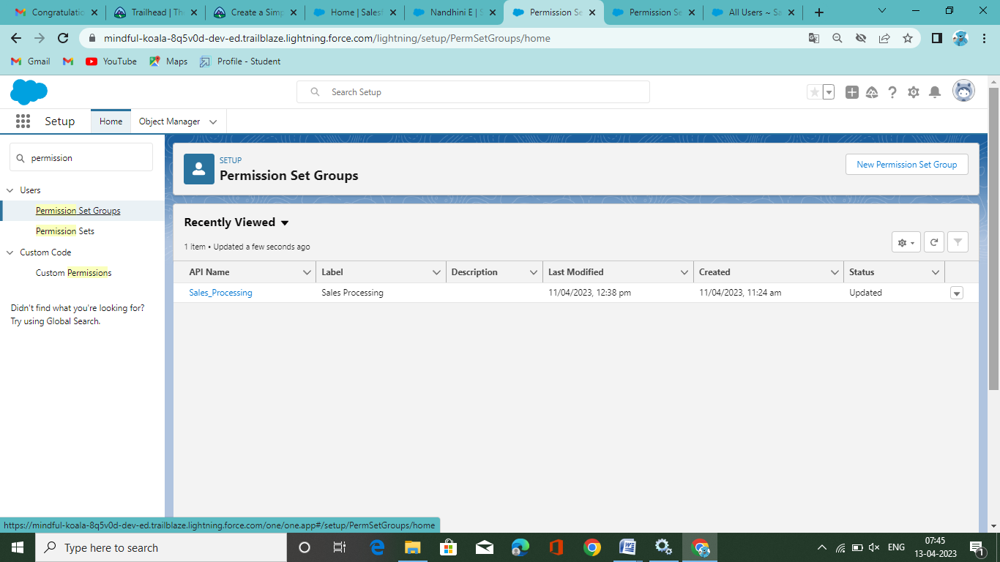 Congratulatio
Trailhead | Th
Create a Simp
Home | Salesf
Nandhini E | S
Permission Se
Permission Se
All Users ~ Sa
mindful-koala-8q5v0d-dev-ed.trailblaze.lightning.force.com/lightning/setup/PermSetGroups/home
Gmail
YouTube
Maps
Profile - Student
Search Setup
Setup
Home
Object Manager
permission
Users
Permission Set Groups
Permission Sets
Custom Code
Custom Permissions
Didn't find what you're looking for?
Try using Global Search.
SETUP
Permission Set Groups
New Permission Set Group
Recently Viewed
1 item • Updated a few seconds ago
API Name Label Description Last Modified Created Status
Sales_Processing Sales Processing 11/04/2023, 12:38 pm 11/04/2023, 11:24 am Updated
https://mindful-koala-8q5v0d-dev-ed.trailblaze.lightning.force.com/one/one.app#/setup/PermSetGroups/home
Type here to search
ENG
07:45
13-04-2023
1